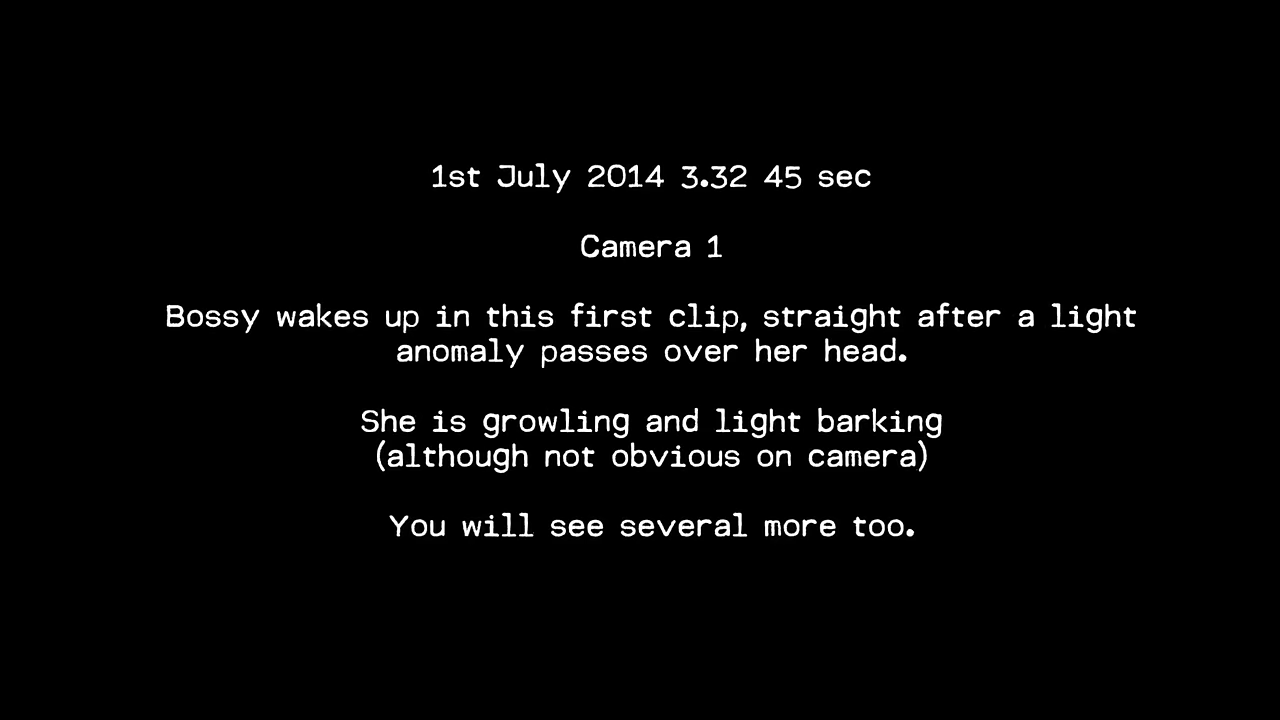 1st July 2014 3.32 45 sec
Camera 1
Bossy wakes up in this first clip, straight after a light
anomaly passes over her head.
She is growling and light barking
(although not obvious on camera)
You will see several more too.